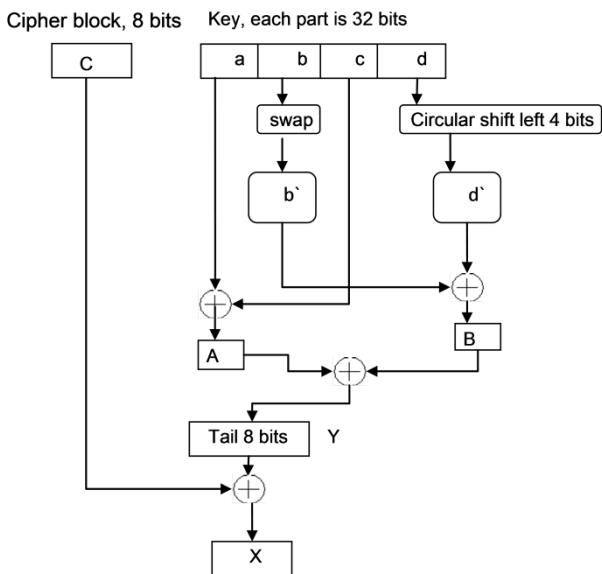 Cipher block, 8 bits
Key, each part is 32 bits
C
a b c d
swap
Circular shift left 4 bits
b`
d`
A
B
Tail 8 bits
Y
X